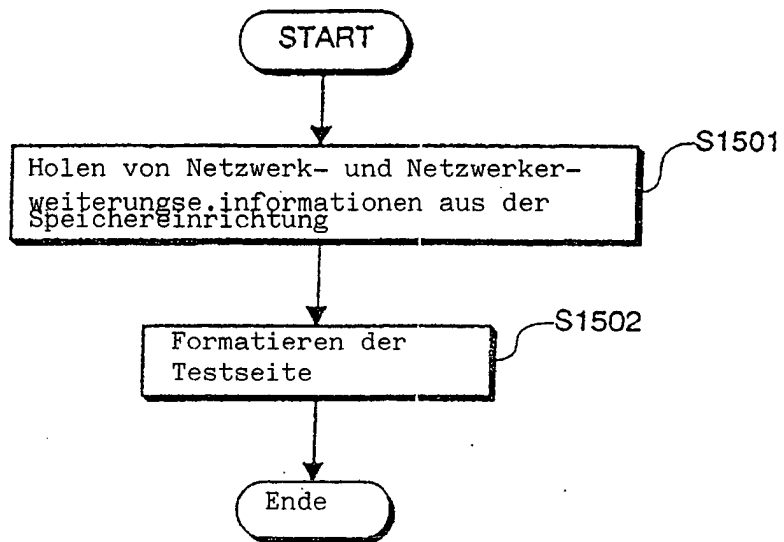 START
S1501
Holen von Netzwerk- und Netzwerker-
weiterungse.informationen aus der
Speichereinrichtung
S1502
Formatieren der
Testseite
Ende